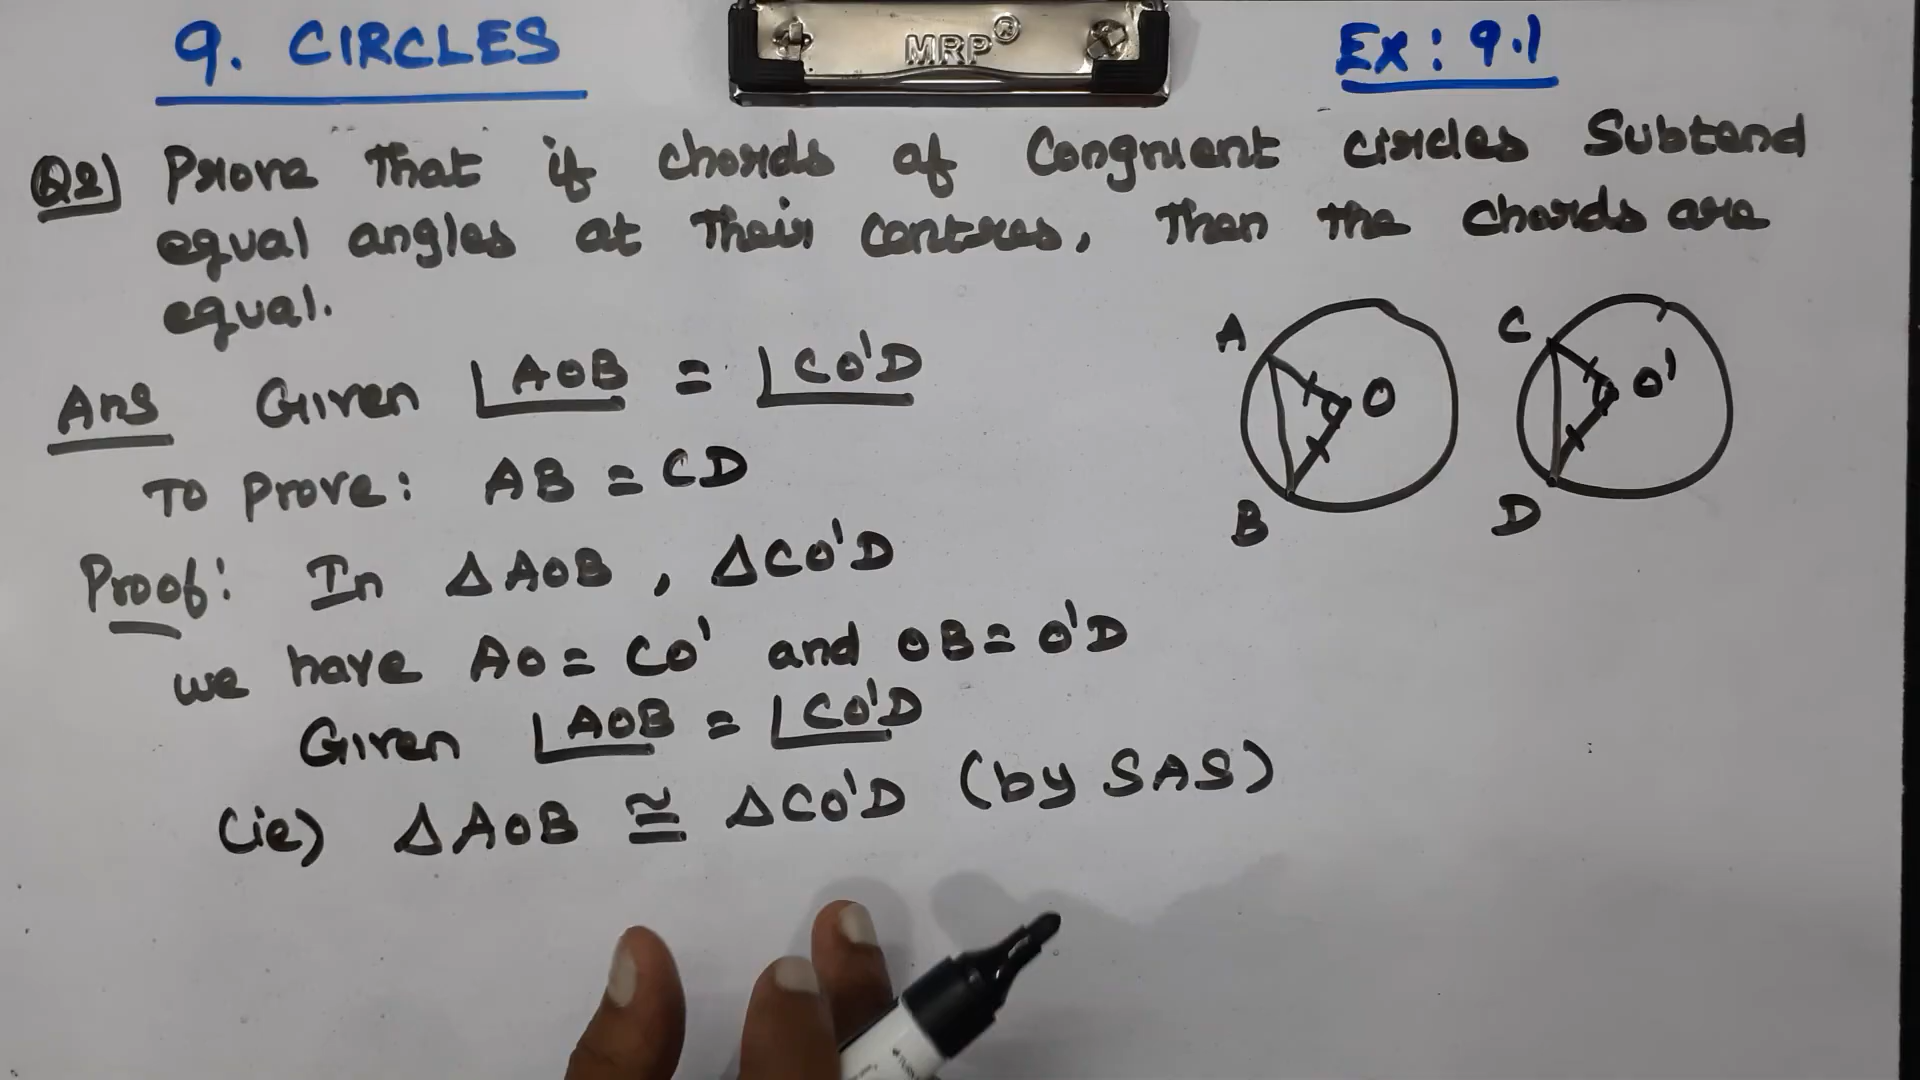 9. CIRCLES
MRP®
Ex: 9.1
Q2) Prove that if chords of Congruent circles Subtend
equal angles at their centres, then the chords are
equal.
Ans Given ∠AOB = ∠CO'D
To prove: AB = CD
Proof: In ΔAOB, ΔCO'D
we have AO = CO' and OB = O'D
Given ∠AOB = ∠CO'D
(ie) ΔAOB ≅ ΔCO'D (by SAS)
A
O
B
C
O'
D